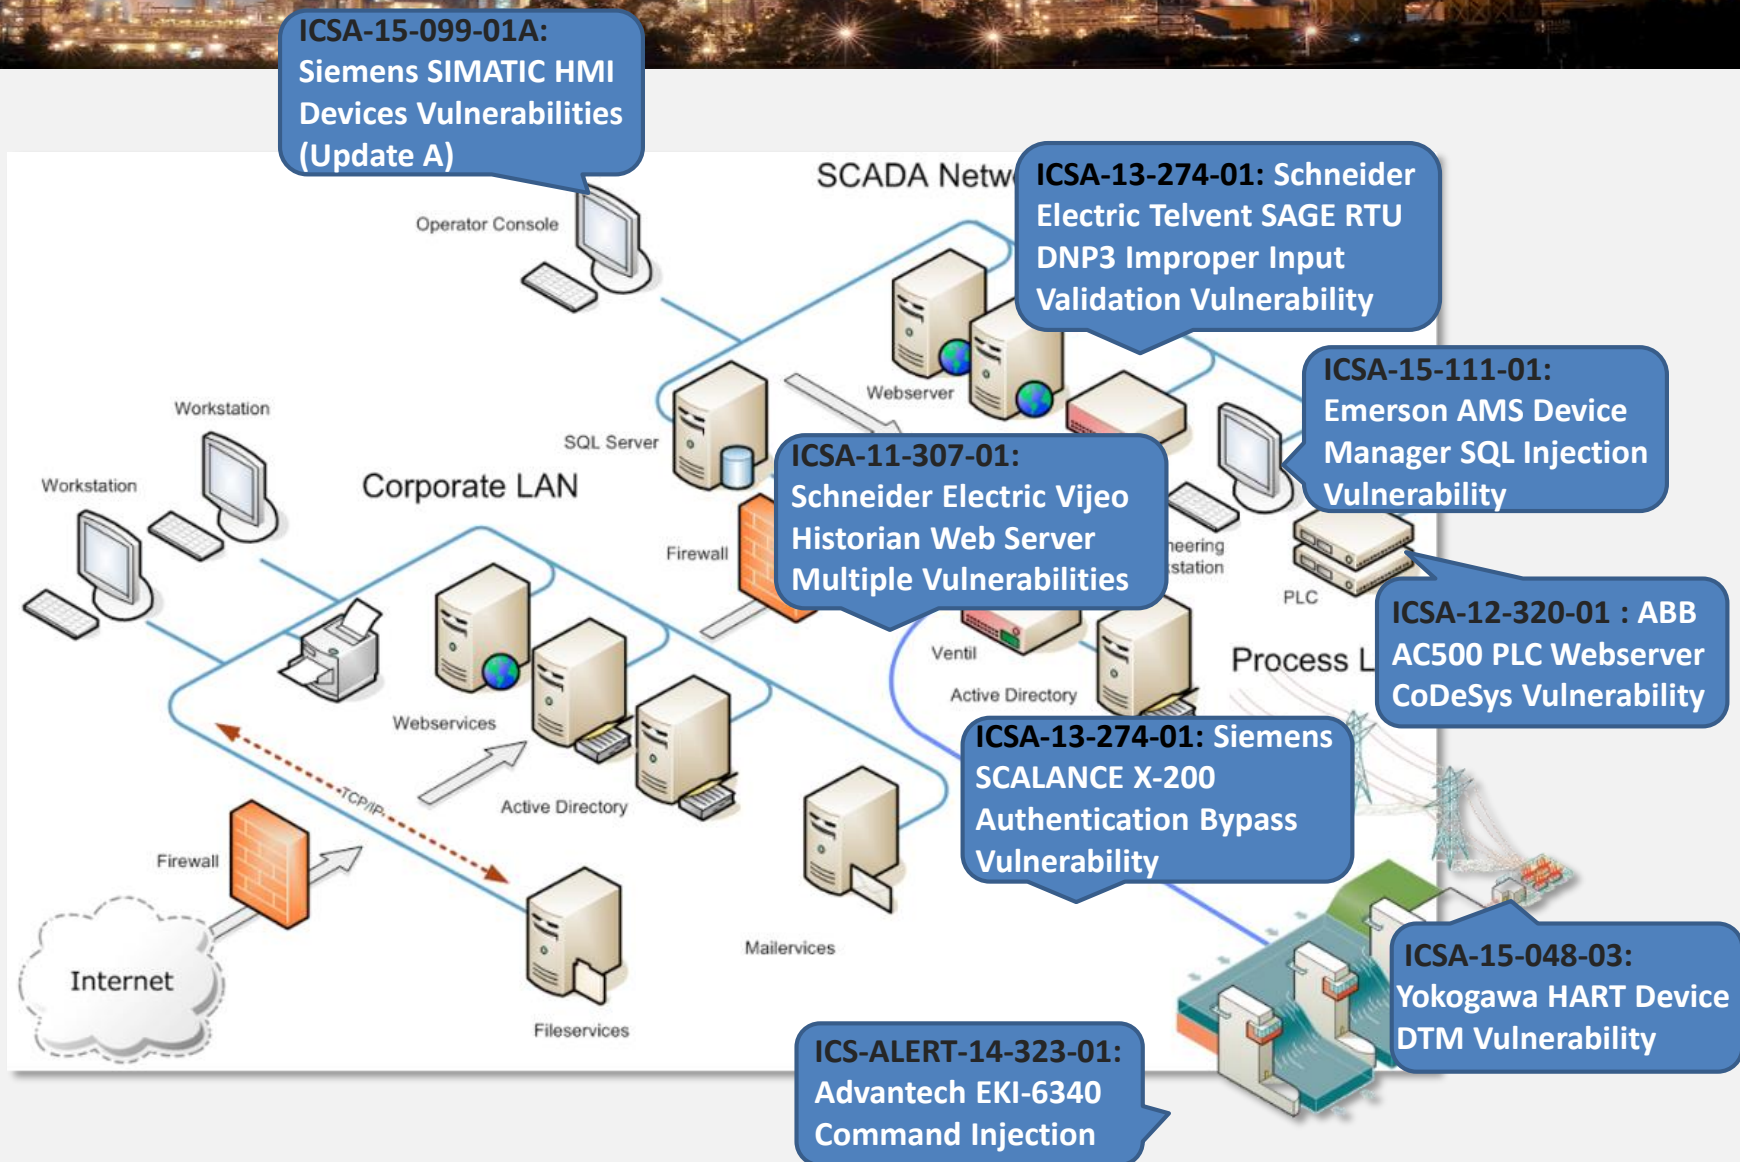 ICSA-15-099-01A:
Siemens SIMATIC HMI
Devices Vulnerabilities
(Update A)
SCADA Netw
ICSA-13-274-01: Schneider
Electric Telvent SAGE RTU
DNP3 Improper Input
Validation Vulnerability
Operator Console
Webserver
ICSA-15-111-01:
Emerson AMS Device
Manager SQL Injection
Vulnerability
Workstation
SQL Server
ICSA-11-307-01:
Schneider Electric Vijeo
Historian Web Server
Multiple Vulnerabilities
Workstation
Corporate LAN
Firewall
neering
station
PLC
ICSA-12-320-01 : ABB
AC500 PLC Webserver
CoDeSys Vulnerability
Ventil
Process L
Active Directory
Webservices
ICSA-13-274-01: Siemens
SCALANCE X-200
Authentication Bypass
Vulnerability
TCP/IP
Active Directory
Firewall
Mailervices
Internet
Fileservices
ICSA-15-048-03:
Yokogawa HART Device
DTM Vulnerability
ICS-ALERT-14-323-01:
Advantech EKI-6340
Command Injection